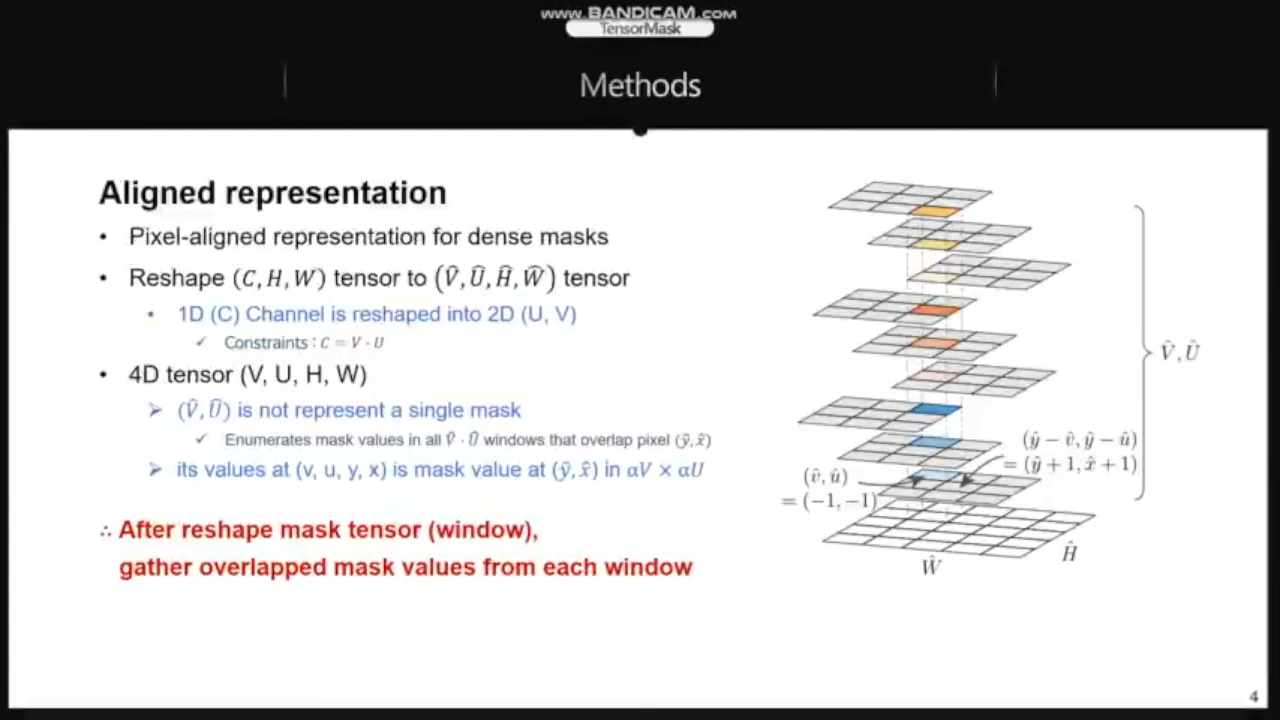 www.BANDICAM.com
TensorMask
Methods
Aligned representation
• Pixel-aligned representation for dense masks
• Reshape (C, H, W) tensor to (V̂, Û, Ĥ, Ŵ) tensor
• 1D (C) Channel is reshaped into 2D (U, V)
✓ Constraints : C = V · U
• 4D tensor (V, U, H, W)
➢ (V̂, Û) is not represent a single mask
✓ Enumerates mask values in all V̂ · Û windows that overlap pixel (ŷ, x̂)
➢ its values at (v, u, y, x) is mask value at (ŷ, x̂) in αV × αU
∴ After reshape mask tensor (window),
gather overlapped mask values from each window
V̂, Û
(ŷ − v̂, ŷ − û)
= (ŷ + 1, x̂ + 1)
(v̂, û)
= (−1, −1)
Ĥ
Ŵ
4